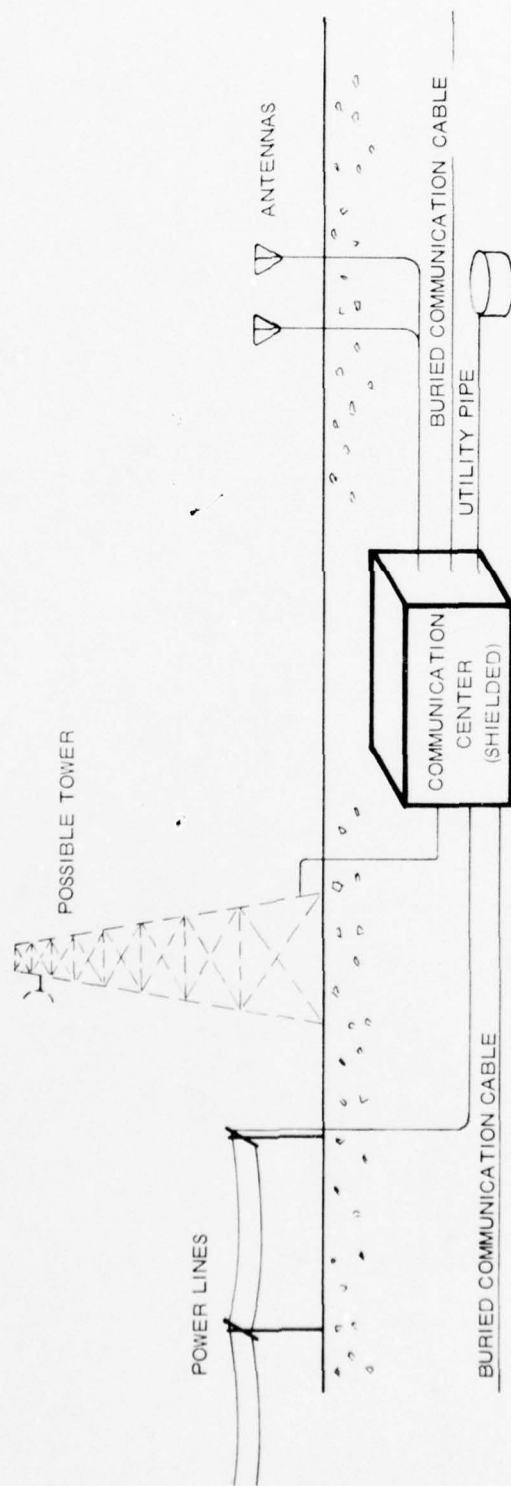 POSSIBLE TOWER
POWER LINES
ANTENNAS
COMMUNICATION
CENTER
(SHIELDED)
BURIED COMMUNICATION CABLE
UTILITY PIPE
BURIED COMMUNICATION CABLE